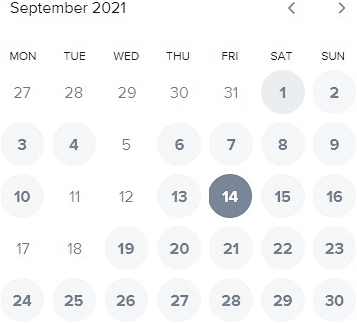 September 2021
MON TUE WED THU FRI SAT SUN
27 28 29 30 31 1 2
3 4 5 6 7 8 9
10 11 12 13 14 15 16
17 18 19 20 21 22 23
24 25 26 27 28 29 30